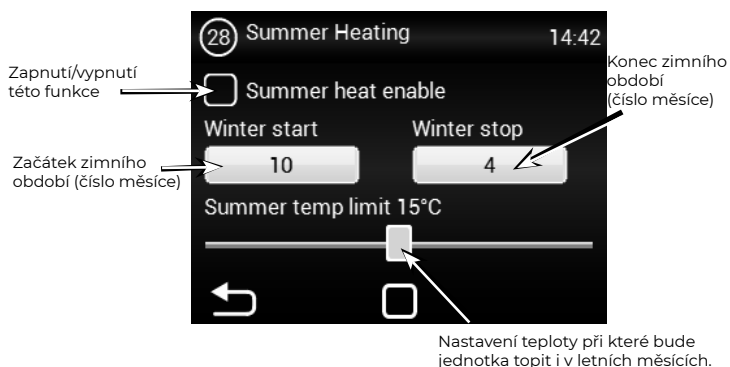 28 Summer Heating 14:42
Zapnutí/vypnutí
této funkce
Summer heat enable
Konec zimního
období
(číslo měsíce)
Winter start Winter stop
Začátek zimního
období (číslo měsíce)
10 4
Summer temp limit 15°C
Nastavení teploty při které bude
jednotka topit i v letních měsících.